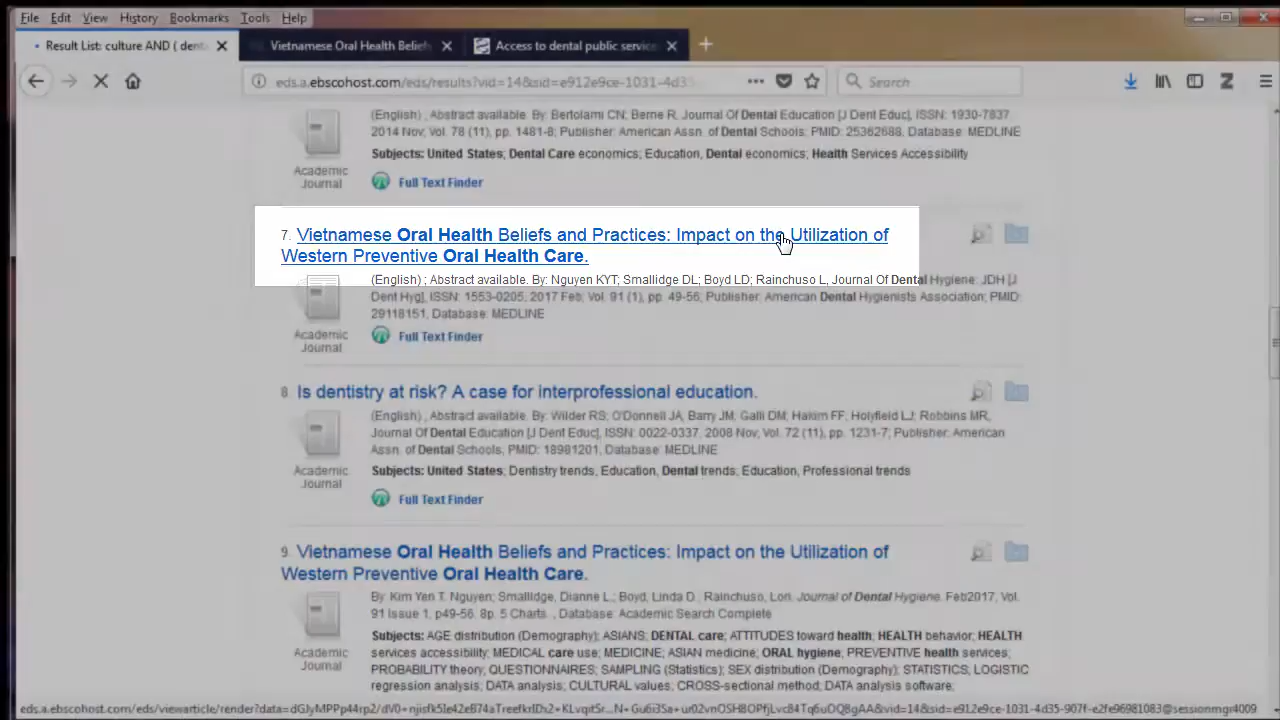 File Edit View History Bookmarks Tools Help
Result List: culture AND ( dent
Vietnamese Oral Health Belief
Access to dental public servic
eds.a.ebscohost.com/eds/results?vid=14&sid=e912e9ce-1031-4d35-
Search
(English) ; Abstract available. By: Bertolami CN; Berne R, Journal Of Dental Education [J Dent Educ], ISSN: 1930-7837,
2014 Nov; Vol. 78 (11), pp. 1481-8; Publisher: American Assn. of Dental Schools; PMID: 25362688, Database: MEDLINE
Subjects: United States; Dental Care economics; Education, Dental economics; Health Services Accessibility
Academic
Journal
Full Text Finder
7. Vietnamese Oral Health Beliefs and Practices: Impact on the Utilization of
Western Preventive Oral Health Care.
(English) ; Abstract available. By: Nguyen KYT; Smallidge DL; Boyd LD; Rainchuso L, Journal Of Dental Hygiene: JDH [J
Dent Hyg], ISSN: 1553-0205, 2017 Feb; Vol. 91 (1), pp. 49-56; Publisher: American Dental Hygienists Association; PMID:
29118151, Database: MEDLINE
Academic
Journal
Full Text Finder
8. Is dentistry at risk? A case for interprofessional education.
(English) ; Abstract available. By: Wilder RS; O'Donnell JA; Barry JM; Galli DM; Hakim FF; Holyfield LJ; Robbins MR,
Journal Of Dental Education [J Dent Educ], ISSN: 0022-0337, 2008 Nov; Vol. 72 (11), pp. 1231-7; Publisher: American
Assn. of Dental Schools; PMID: 18981201, Database: MEDLINE
Subjects: United States; Dentistry trends; Education, Dental trends; Education, Professional trends
Academic
Journal
Full Text Finder
9. Vietnamese Oral Health Beliefs and Practices: Impact on the Utilization of
Western Preventive Oral Health Care.
By: Kim Yen T. Nguyen; Smallidge, Dianne L.; Boyd, Linda D.; Rainchuso, Lori. Journal of Dental Hygiene. Feb2017, Vol.
91 Issue 1, p49-56. 8p. 5 Charts. , Database: Academic Search Complete
Subjects: AGE distribution (Demography); ASIANS; DENTAL care; ATTITUDES toward health; HEALTH behavior; HEALTH
services accessibility; MEDICAL care use; MEDICINE; ASIAN medicine; ORAL hygiene; PREVENTIVE health services;
PROBABILITY theory; QUESTIONNAIRES; SAMPLING (Statistics); SEX distribution (Demography); STATISTICS; LOGISTIC
regression analysis; DATA analysis; CULTURAL values; CROSS-sectional method; DATA analysis software;
Academic
Journal